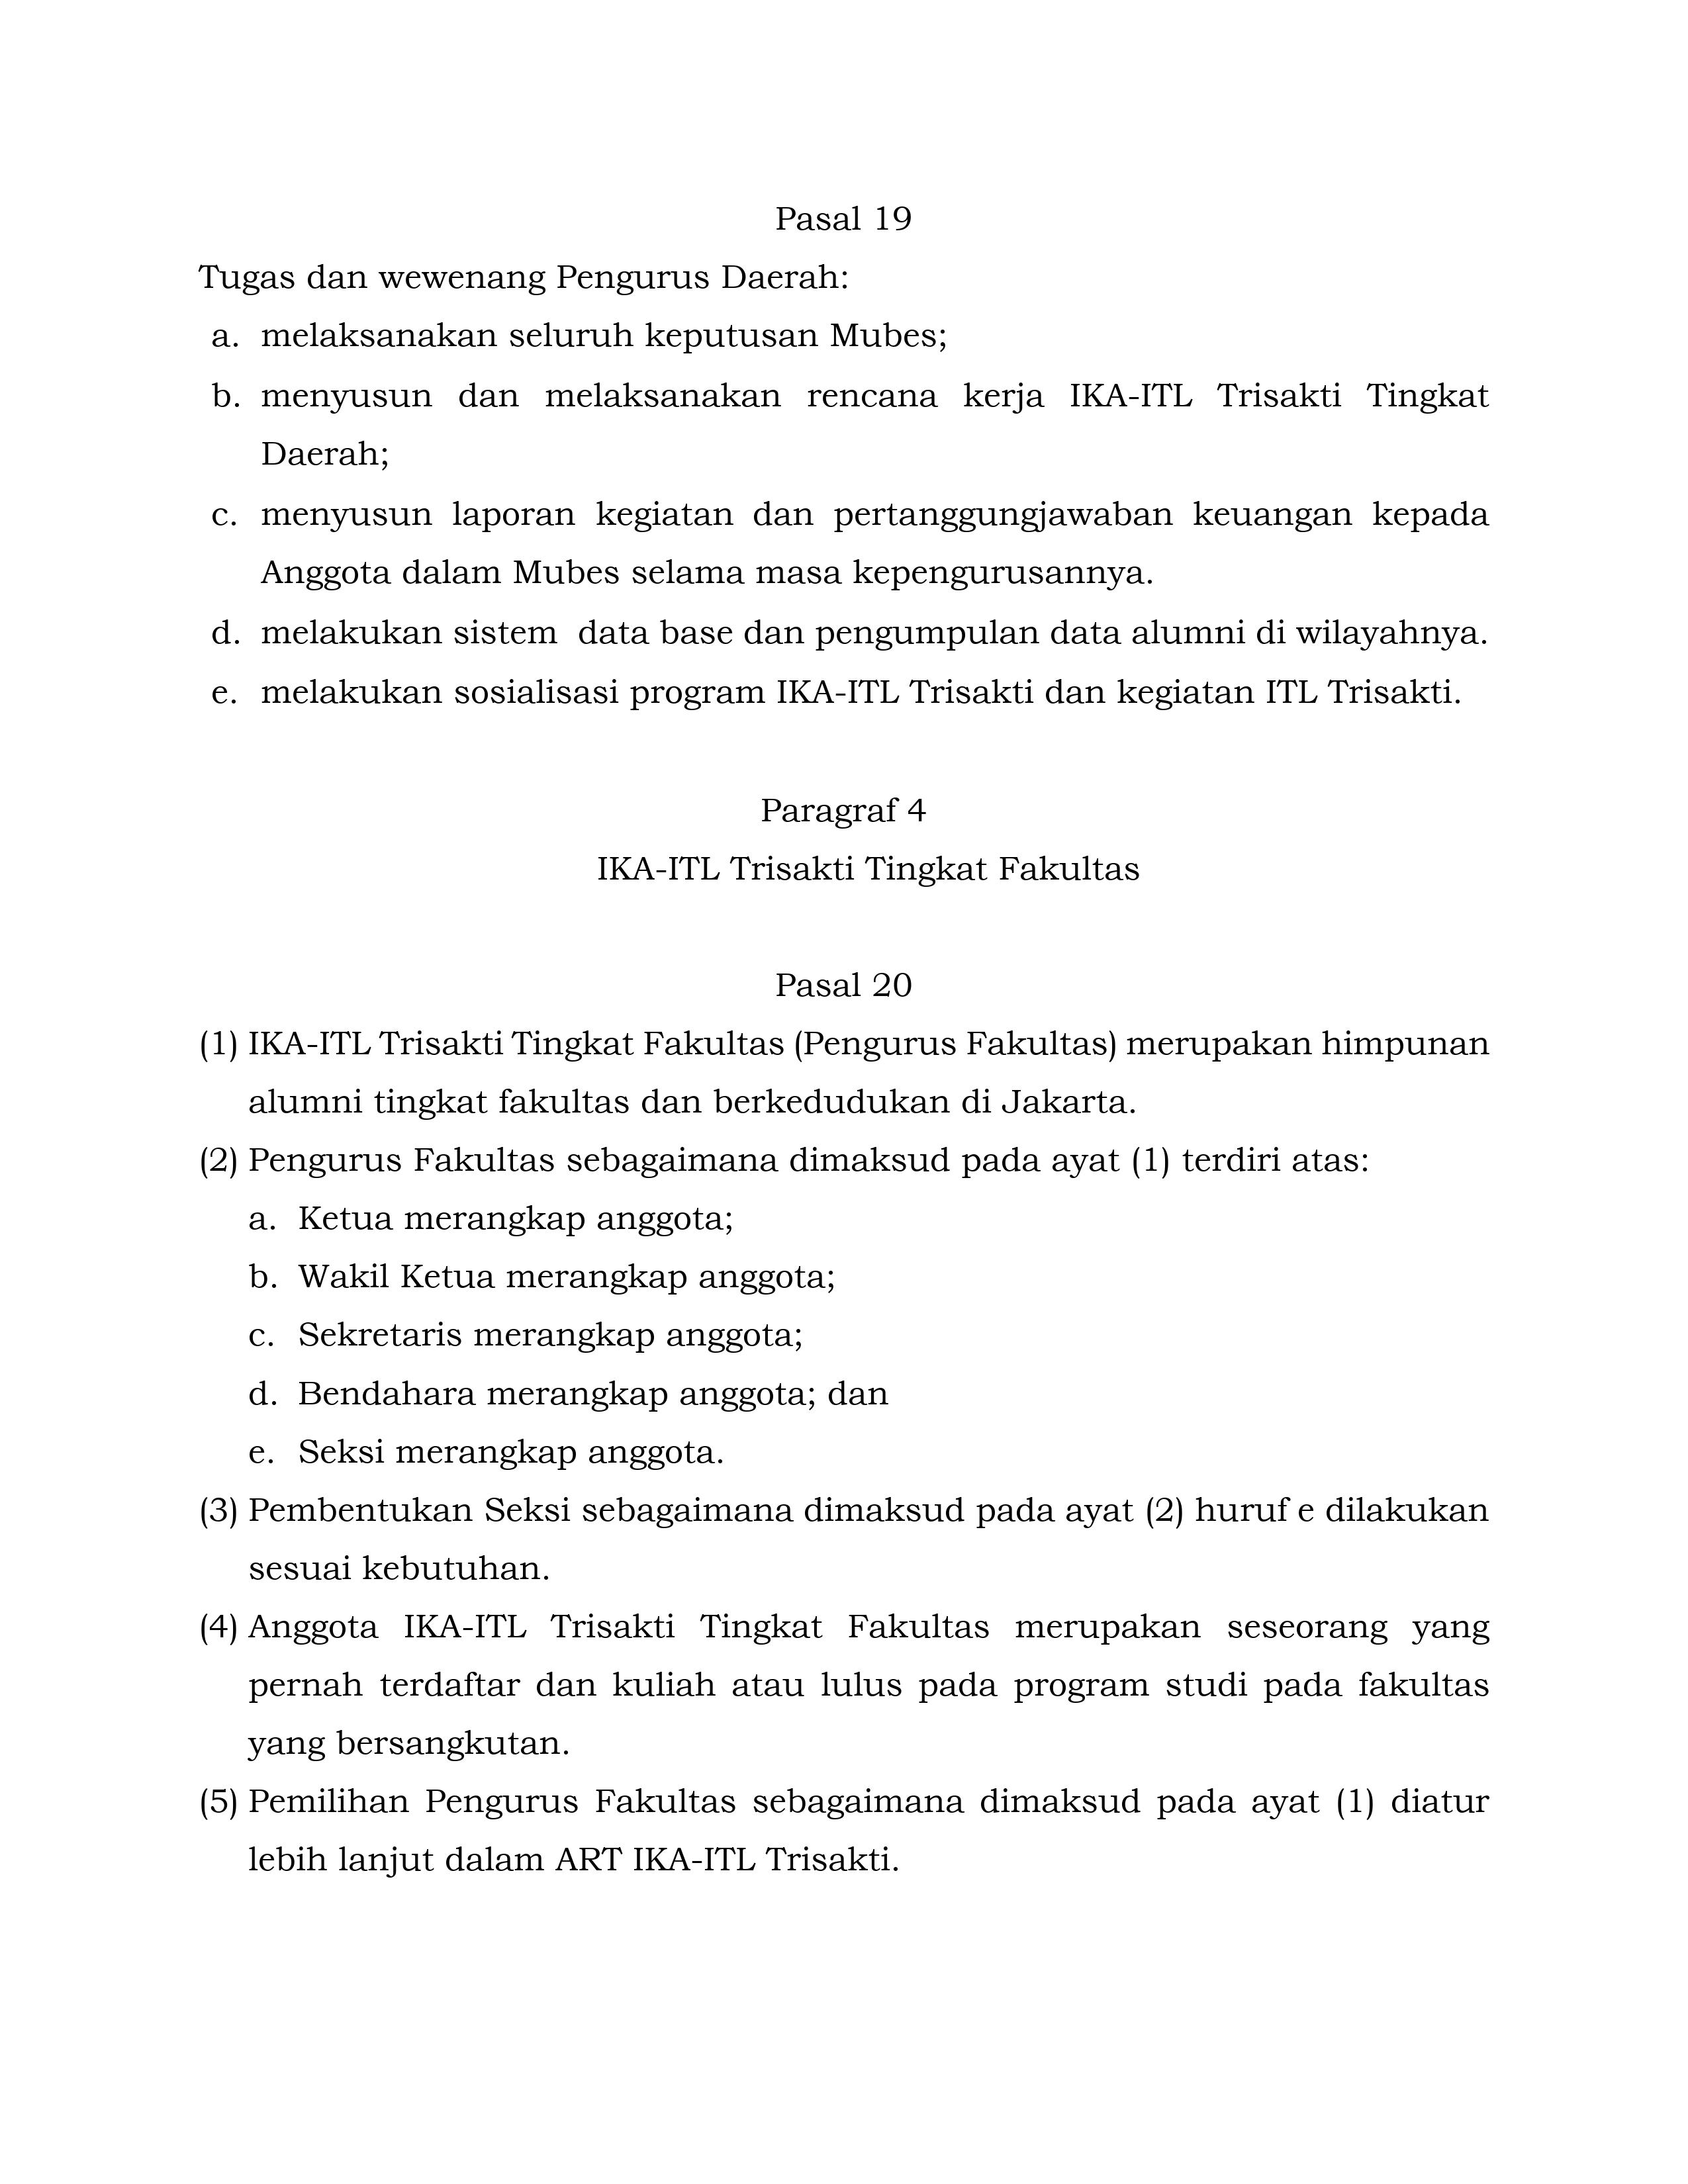 Pasal 19
Tugas dan wewenang Pengurus Daerah:
a. melaksanakan seluruh keputusan Mubes;
b. menyusun dan melaksanakan rencana kerja IKA-ITL Trisakti Tingkat
Daerah;
c. menyusun laporan kegiatan dan pertanggungjawaban keuangan kepada
Anggota dalam Mubes selama masa kepengurusannya.
d. melakukan sistem  data base dan pengumpulan data alumni di wilayahnya.
e. melakukan sosialisasi program IKA-ITL Trisakti dan kegiatan ITL Trisakti.
Paragraf 4
IKA-ITL Trisakti Tingkat Fakultas
Pasal 20
(1) IKA-ITL Trisakti Tingkat Fakultas (Pengurus Fakultas) merupakan himpunan
alumni tingkat fakultas dan berkedudukan di Jakarta.
(2) Pengurus Fakultas sebagaimana dimaksud pada ayat (1) terdiri atas:
a. Ketua merangkap anggota;
b. Wakil Ketua merangkap anggota;
c. Sekretaris merangkap anggota;
d. Bendahara merangkap anggota; dan
e. Seksi merangkap anggota.
(3) Pembentukan Seksi sebagaimana dimaksud pada ayat (2) huruf e dilakukan
sesuai kebutuhan.
(4) Anggota IKA-ITL Trisakti Tingkat Fakultas merupakan seseorang yang
pernah terdaftar dan kuliah atau lulus pada program studi pada fakultas
yang bersangkutan.
(5) Pemilihan Pengurus Fakultas sebagaimana dimaksud pada ayat (1) diatur
lebih lanjut dalam ART IKA-ITL Trisakti.